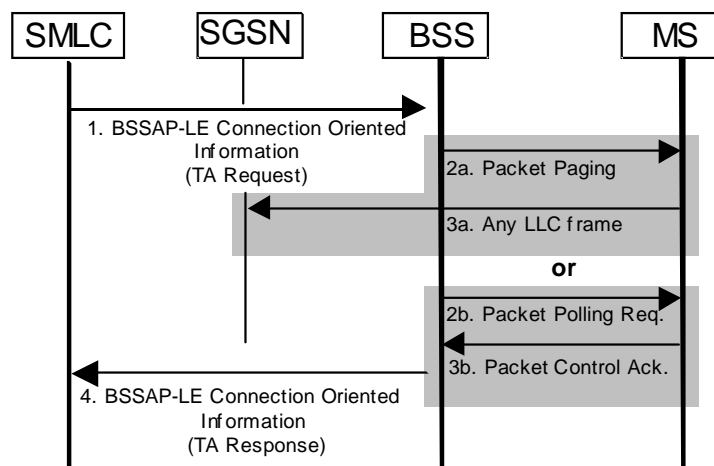 SMLC
SGSN
BSS
MS
1. BSSAP-LE Connection Oriented
Information
(TA Request)
2a. Packet Paging
3a. Any LLC frame
or
2b. Packet Polling Req.
3b. Packet Control Ack.
4. BSSAP-LE Connection Oriented
Information
(TA Response)